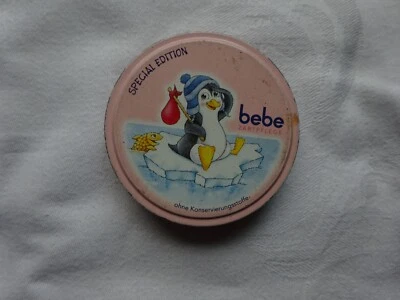 SPECIAL EDITION
bebe
ZARTPFLEGE
ohne Konservierungsstoffe